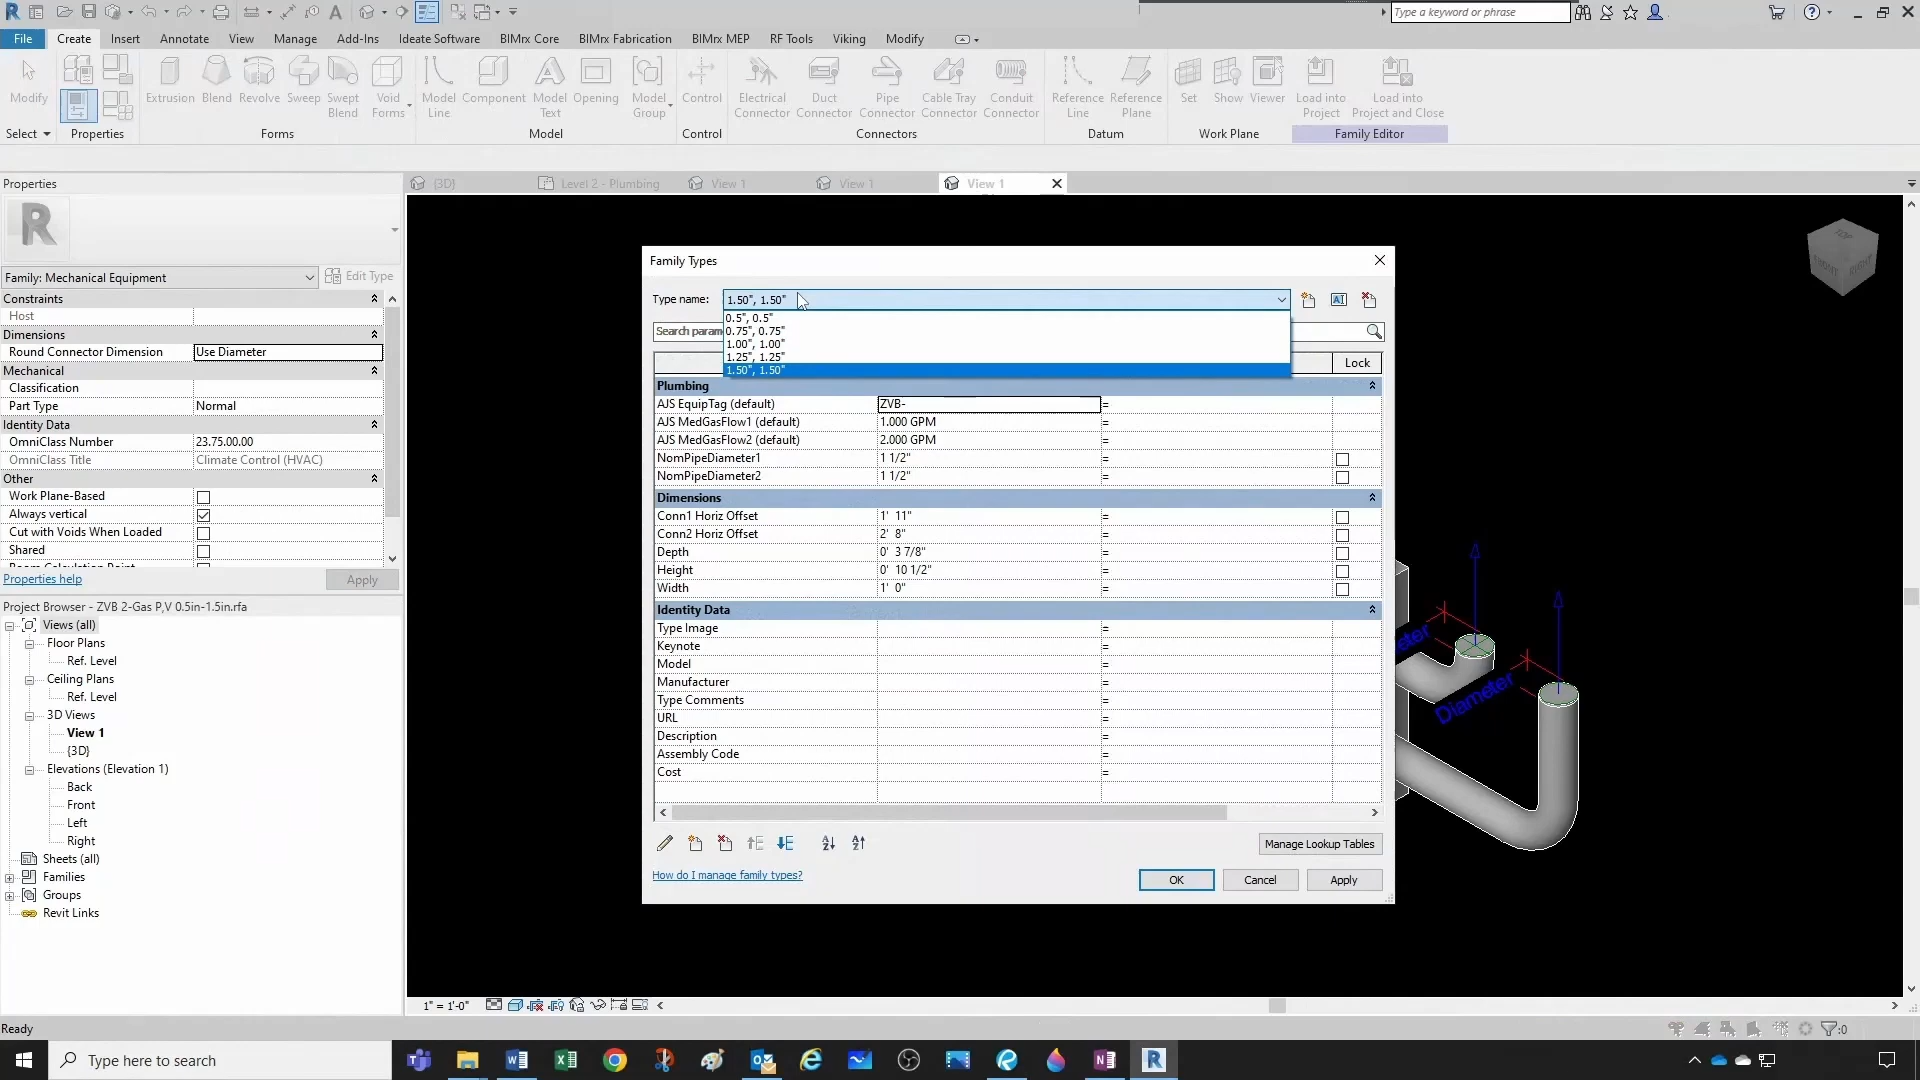 Type a keyword or phrase
File Create Insert Annotate View Manage Add-Ins Ideate Software BIMrx Core BIMrx Fabrication BIMrx MEP RF Tools Viking Modify
Modify
Extrusion
Blend
Revolve
Sweep
Swept Blend
Void Forms
Model Line
Component
Model Text
Opening
Model Group
Control
Electrical Connector
Duct Connector
Pipe Connector
Cable Tray Connector
Conduit Connector
Reference Line
Reference Plane
Set
Show
Viewer
Load into Project
Load into Project and Close
Select Properties Forms Model Control Connectors Datum Work Plane Family Editor
Properties
{3D}
Level 2 - Plumbing
View 1
View 1
View 1
R
Family: Mechanical Equipment
Edit Type
Constraints
Host
Dimensions
Round Connector Dimension Use Diameter
Mechanical
Classification
Part Type Normal
Identity Data
OmniClass Number 23.75.00.00
OmniClass Title Climate Control (HVAC)
Other
Work Plane-Based
Always vertical
Cut with Voids When Loaded
Shared
Properties help
Apply
Project Browser - ZVB 2-Gas P,V 0.5in-1.5in.rfa
Views (all)
Floor Plans
Ref. Level
Ceiling Plans
Ref. Level
3D Views
View 1
{3D}
Elevations (Elevation 1)
Back
Front
Left
Right
Sheets (all)
Families
Groups
Revit Links
Family Types
Type name: 1.50", 1.50"
0.5", 0.5"
0.75", 0.75"
1.00", 1.00"
1.25", 1.25"
1.50", 1.50"
Search param
Lock
Plumbing
AJS EquipTag (default) ZVB- =
AJS MedGasFlow1 (default) 1.000 GPM =
AJS MedGasFlow2 (default) 2.000 GPM =
NomPipeDiameter1 1 1/2" =
NomPipeDiameter2 1 1/2" =
Dimensions
Conn1 Horiz Offset 1' 11" =
Conn2 Horiz Offset 2' 8" =
Depth 0' 3 7/8" =
Height 0' 10 1/2" =
Width 1' 0" =
Identity Data
Type Image =
Keynote =
Model =
Manufacturer =
Type Comments =
URL =
Description =
Assembly Code =
Cost =
Manage Lookup Tables
How do I manage family types?
OK
Cancel
Apply
TOP
FRONT
RIGHT
eter
Diameter
1" = 1'-0"
Ready
:0
Type here to search